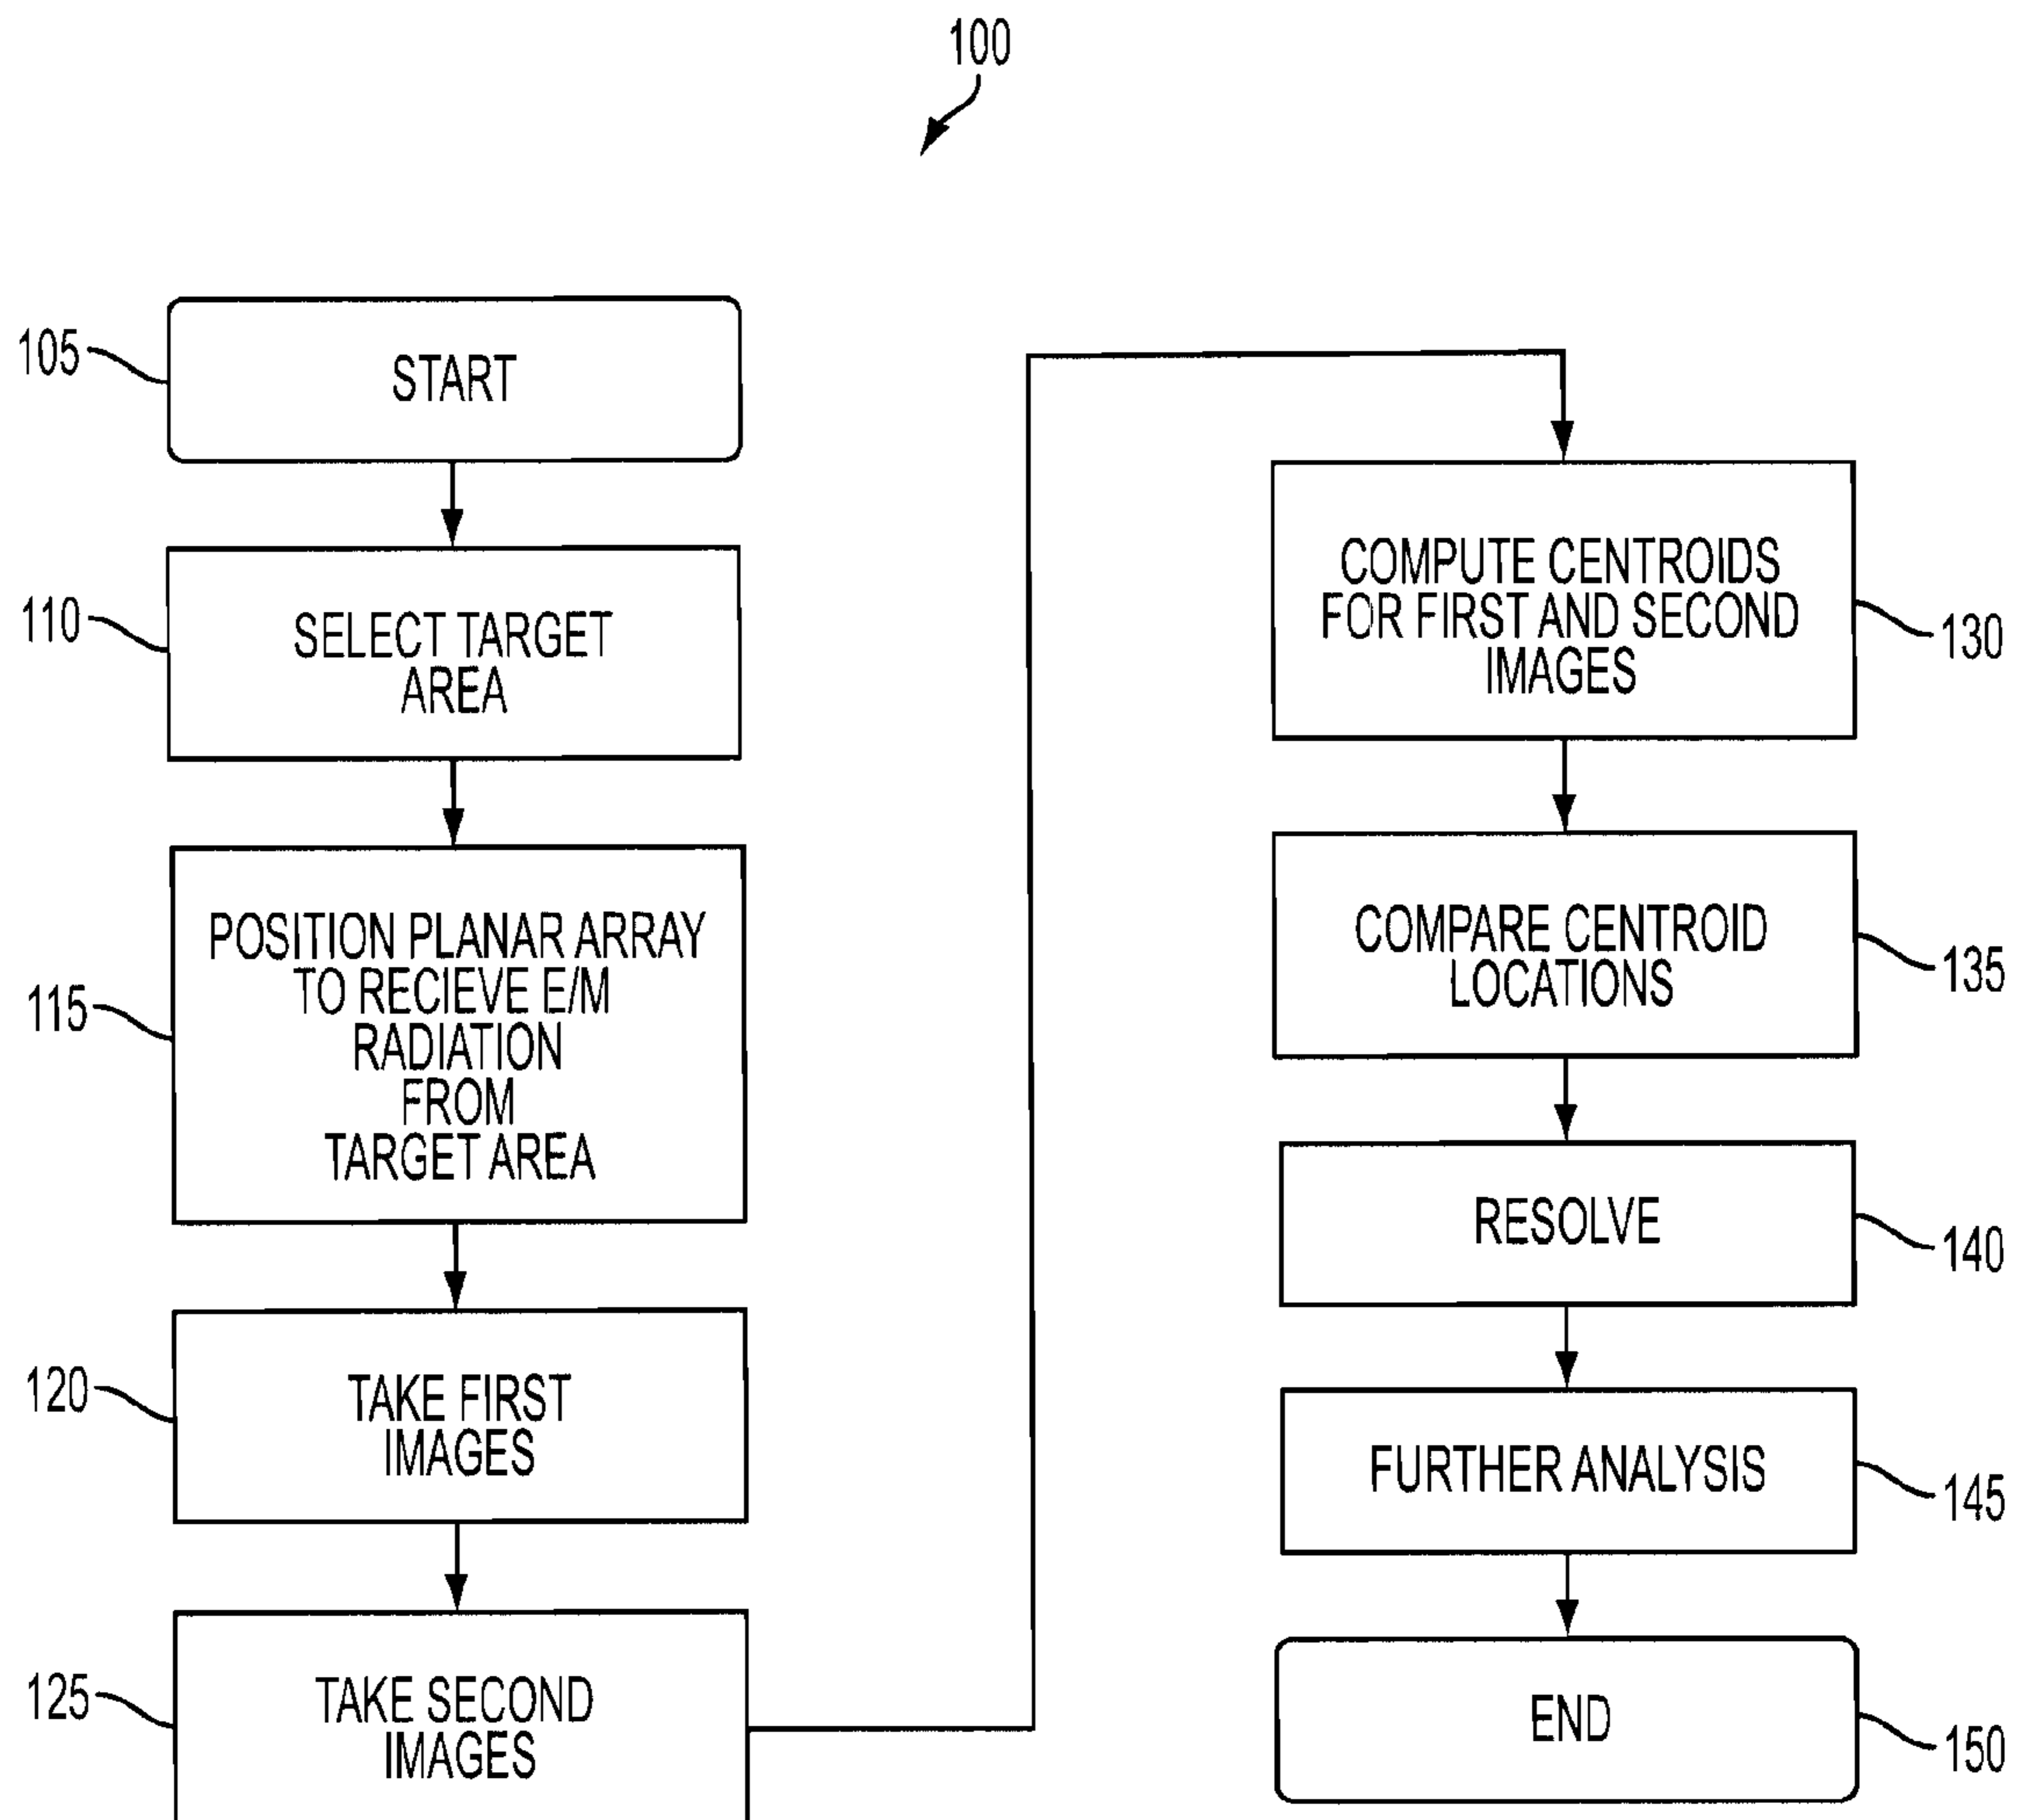 100
105
START
110
SELECT TARGET
AREA
115
POSITION PLANAR ARRAY
TO RECIEVE E/M
RADIATION
FROM
TARGET AREA
120
TAKE FIRST
IMAGES
125
TAKE SECOND
IMAGES
COMPUTE CENTROIDS
FOR FIRST AND SECOND
IMAGES
130
COMPARE CENTROID
LOCATIONS
135
RESOLVE
140
FURTHER ANALYSIS
145
END
150